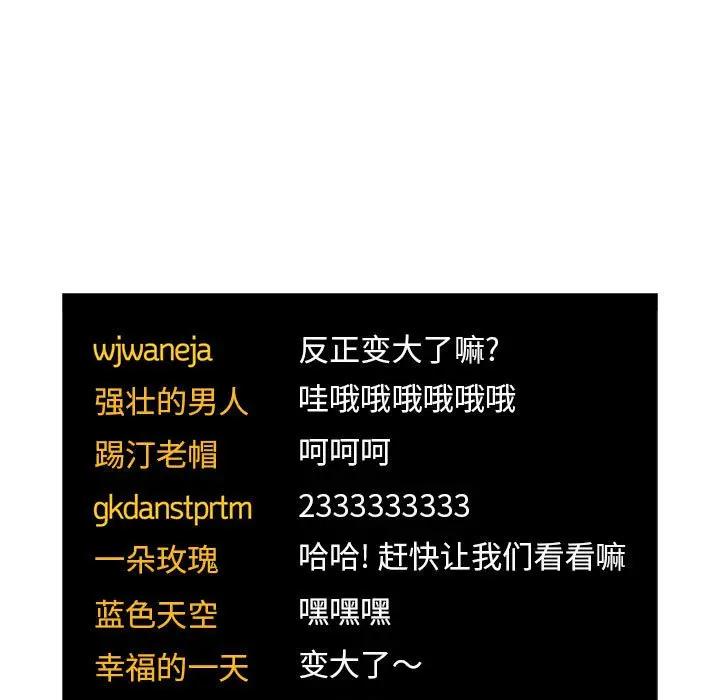 wjwaneja 反正变大了嘛?
强壮的男人 哇哦哦哦哦哦哦
踢汀老帽 呵呵呵
gkdanstprtm 2333333333
一朵玫瑰 哈哈! 赶快让我们看看嘛
蓝色天空 嘿嘿嘿
幸福的一天 变大了～